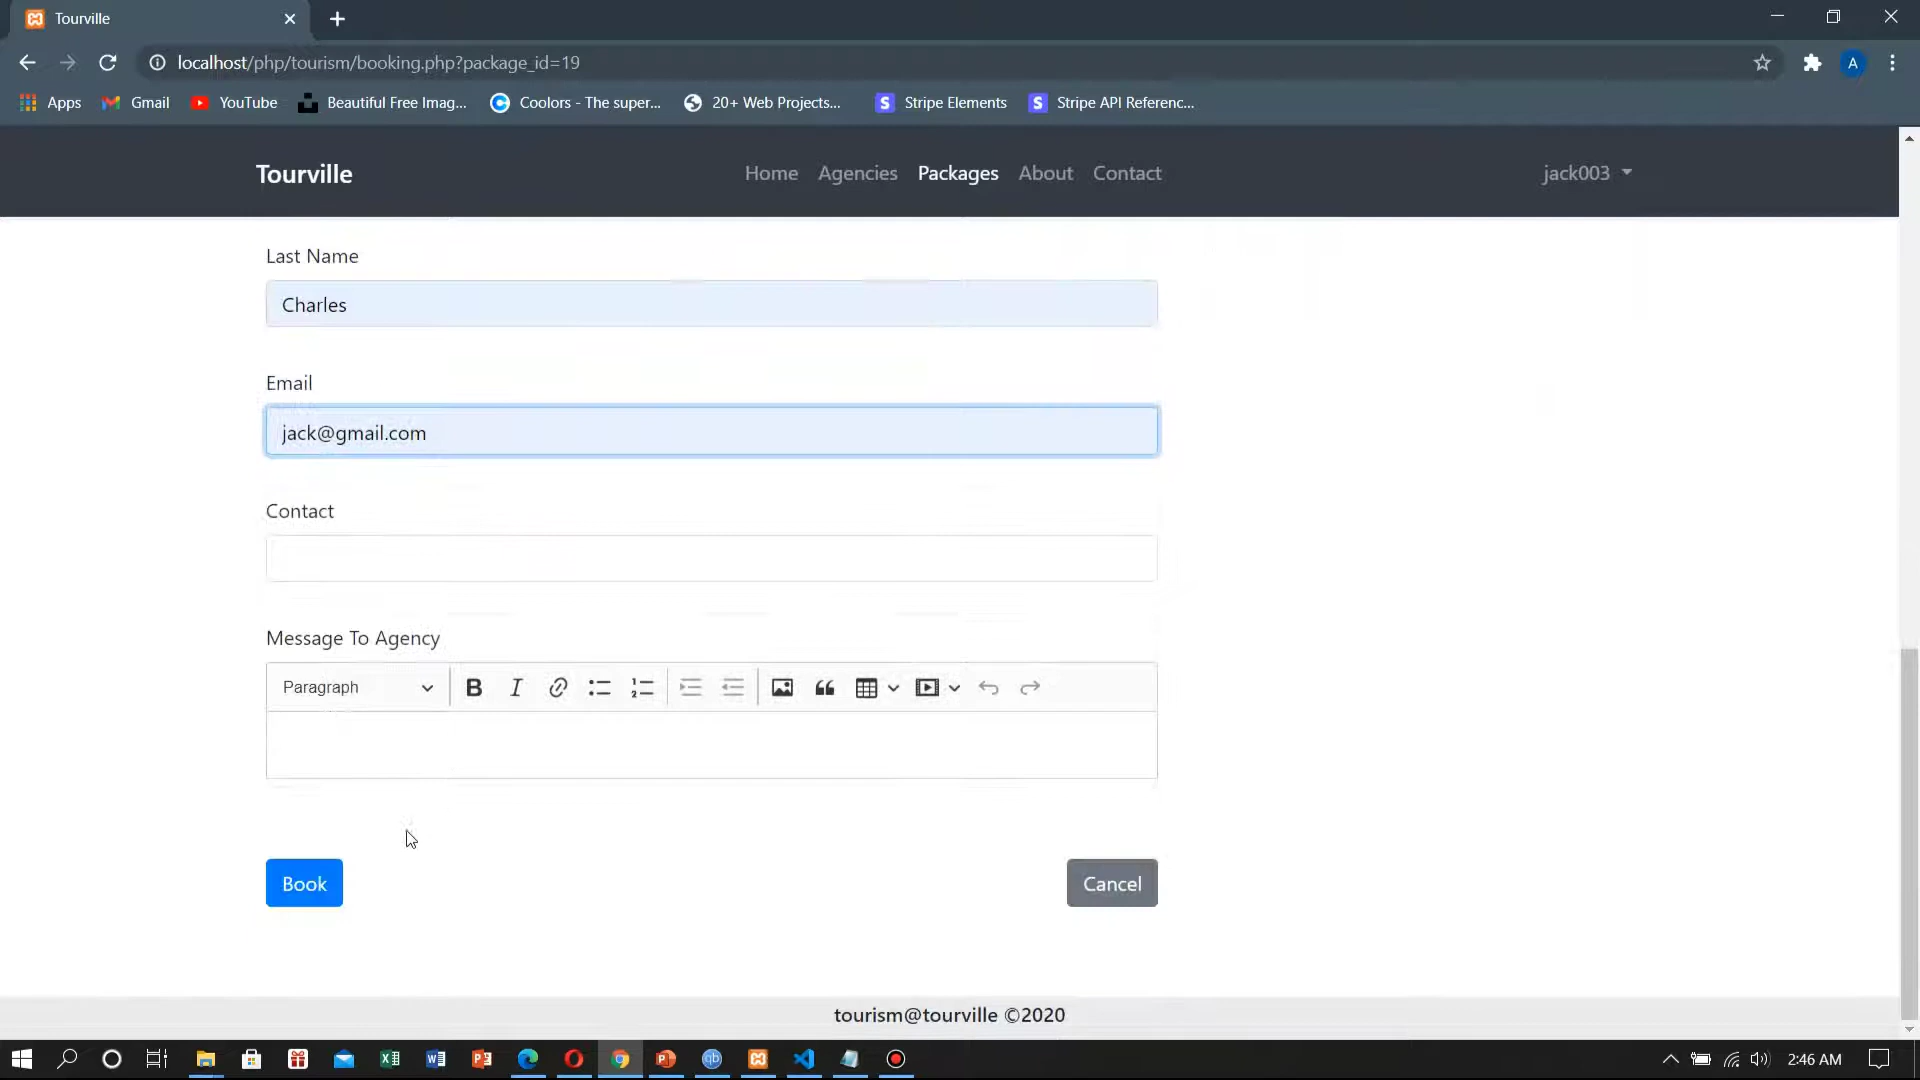 Tourville
localhost/php/tourism/booking.php?package_id=19
A
Apps Gmail YouTube Beautiful Free Imag... Coolors - The super... 20+ Web Projects... S Stripe Elements S Stripe API Referenc...
Tourville Home Agencies Packages About Contact jack003
Last Name
Charles
Email
jack@gmail.com
Contact
Message To Agency
Paragraph B I
Book Cancel
tourism@tourville ©2020
2:46 AM